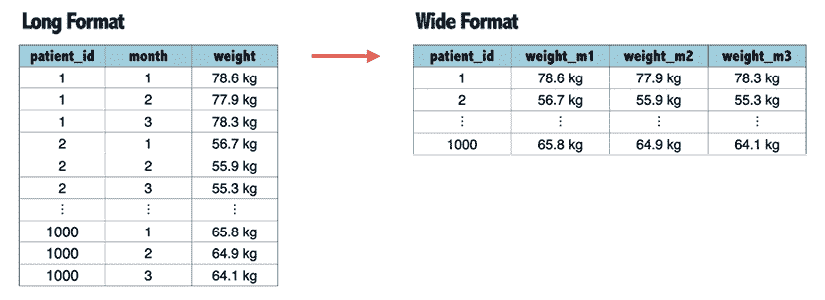 Long Format
patient_id month weight
1 1 78.6 kg
1 2 77.9 kg
1 3 78.3 kg
2 1 56.7 kg
2 2 55.9 kg
2 3 55.3 kg
⋮ ⋮ ⋮
1000 1 65.8 kg
1000 2 64.9 kg
1000 3 64.1 kg
Wide Format
patient_id weight_m1 weight_m2 weight_m3
1 78.6 kg 77.9 kg 78.3 kg
2 56.7 kg 55.9 kg 55.3 kg
⋮ ⋮ ⋮ ⋮
1000 65.8 kg 64.9 kg 64.1 kg